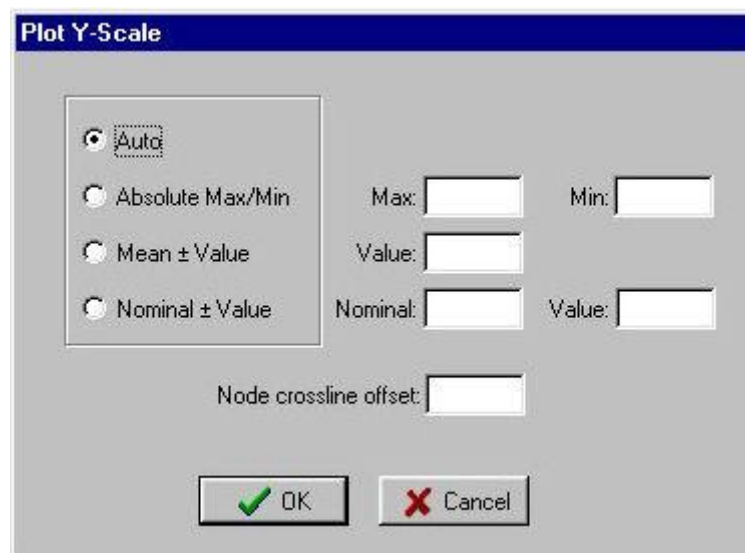 Plot Y-Scale
Auto
Absolute Max/Min Max: Min:
Mean ± Value Value:
Nominal ± Value Nominal: Value:
Node crossline offset:
OK Cancel